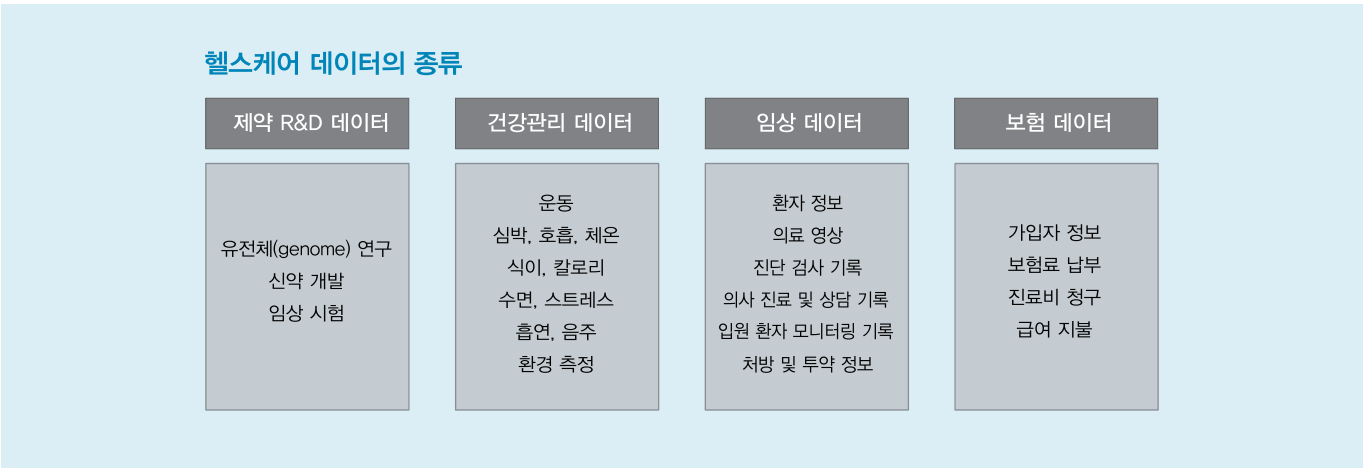 헬스케어 데이터의 종류
제약 R&D 데이터
유전체(genome) 연구
신약 개발
임상 시험
건강관리 데이터
운동
심박, 호흡, 체온
식이, 칼로리
수면, 스트레스
흡연, 음주
환경 측정
임상 데이터
환자 정보
의료 영상
진단 검사 기록
의사 진료 및 상담 기록
입원 환자 모니터링 기록
처방 및 투약 정보
보험 데이터
가입자 정보
보험료 납부
진료비 청구
급여 지불